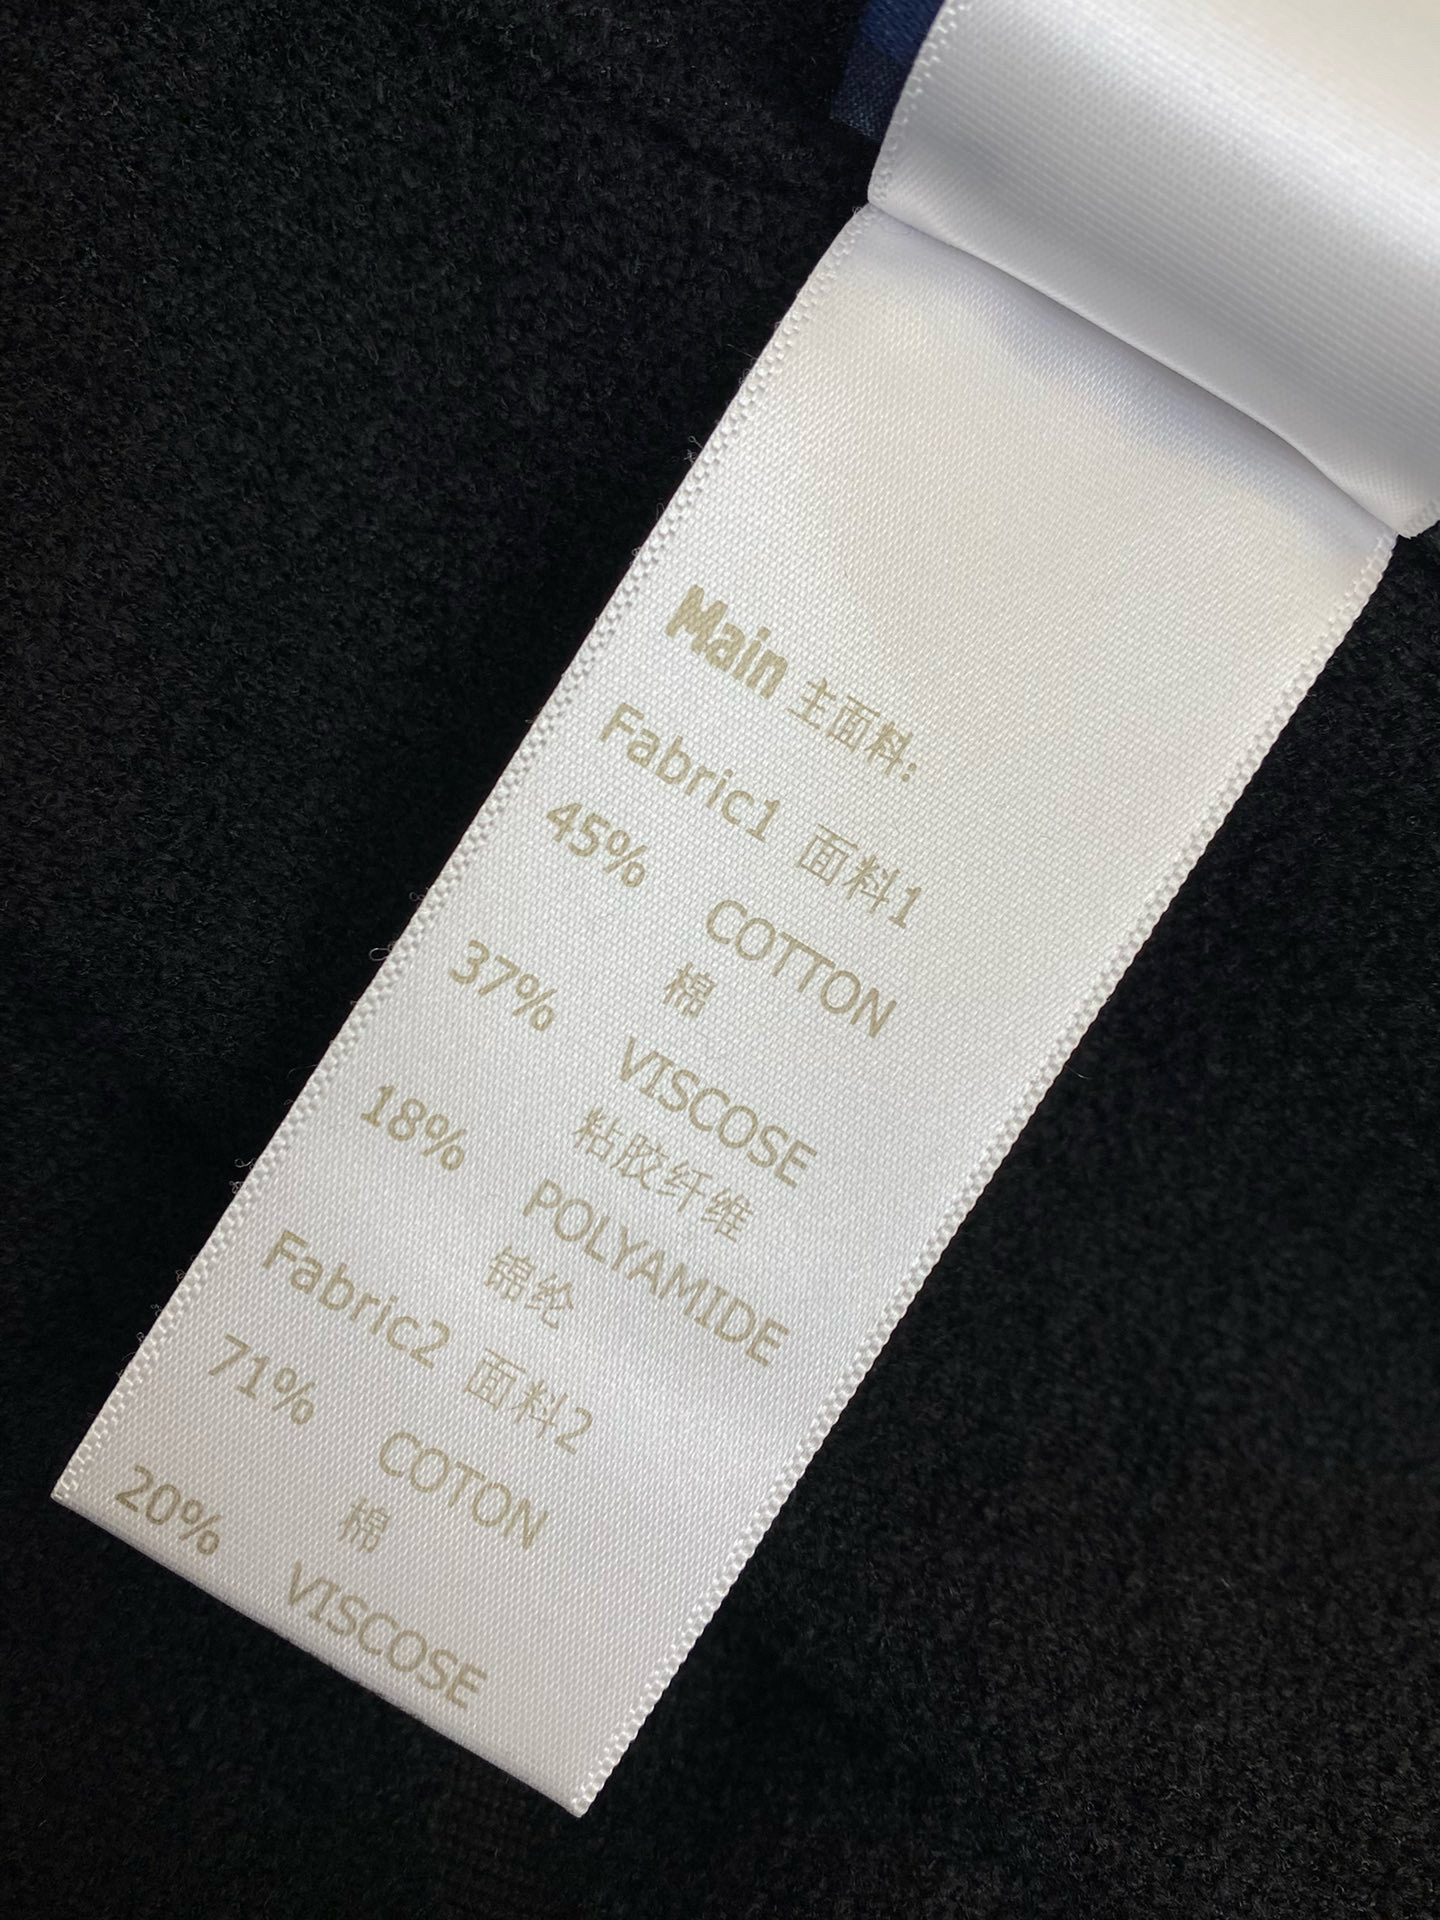 Main 主面料:
Fabric1 面料1
45% COTTON
棉
37% VISCOSE
粘胶纤维
18% POLYAMIDE
锦纶
Fabric2 面料2
71% COTON
棉
20% VISCOSE